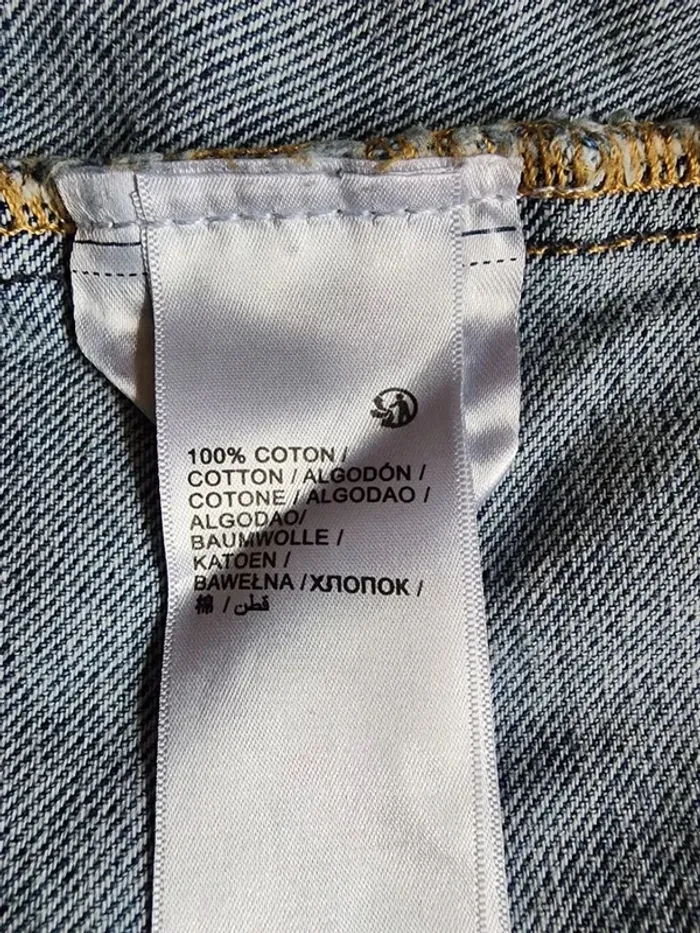 100% COTON /
COTTON / ALGODÓN /
COTONE / ALGODAO /
ALGODAO/
BAUMWOLLE /
KATOEN /
BAWEŁNA / ХЛОПОК /
棉 / قطن